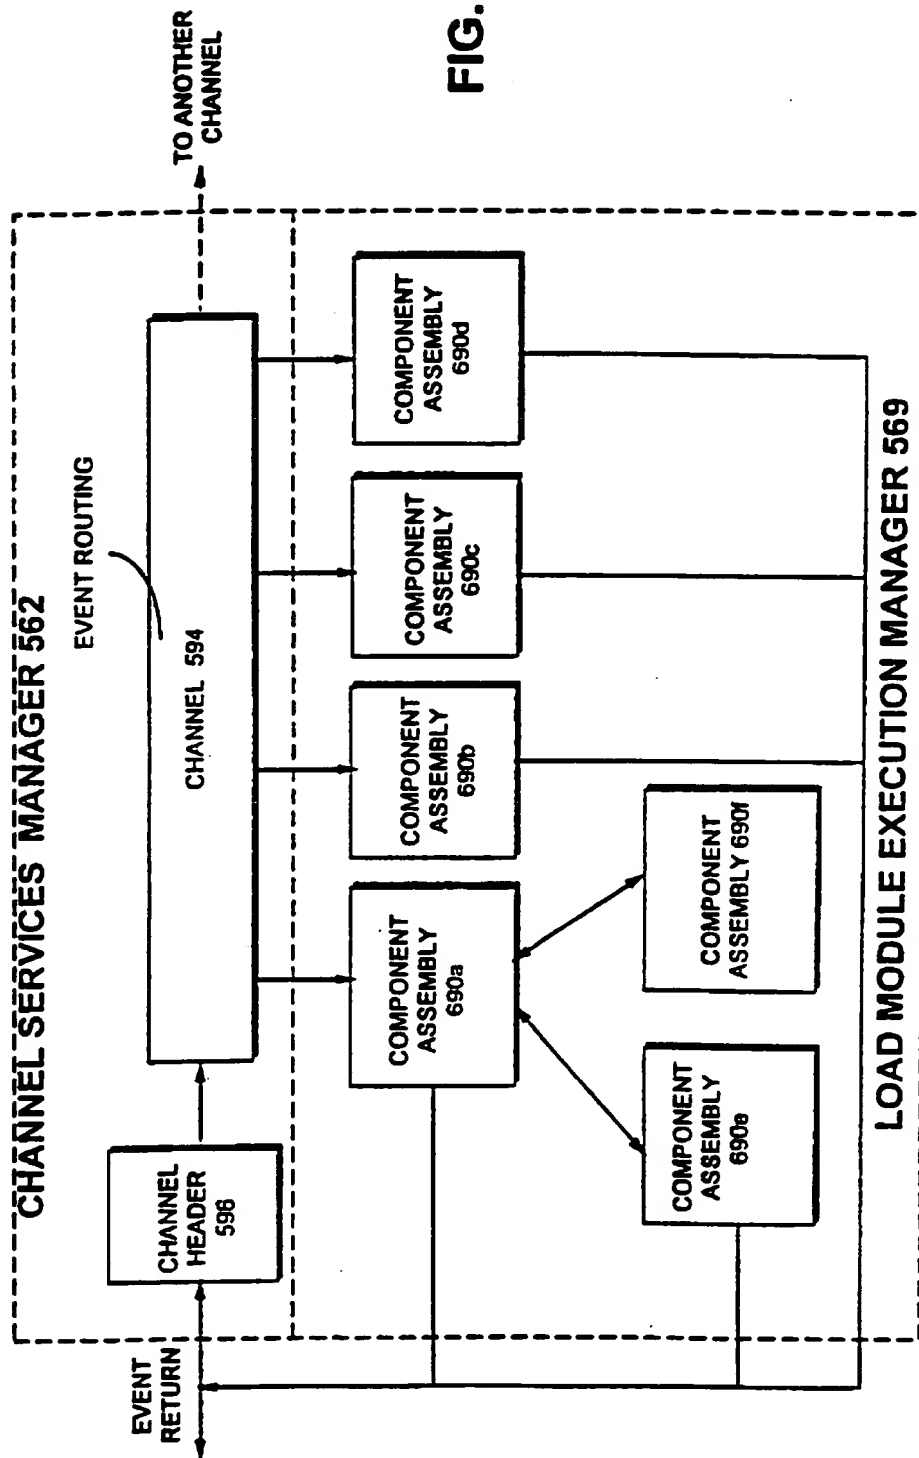 CHANNEL SERVICES MANAGER 562
EVENT ROUTING
TO ANOTHER
CHANNEL
EVENT
RETURN
CHANNEL
HEADER
596
CHANNEL 594
COMPONENT
ASSEMBLY
690a
COMPONENT
ASSEMBLY
690b
COMPONENT
ASSEMBLY
690c
COMPONENT
ASSEMBLY
690d
COMPONENT
ASSEMBLY
690e
COMPONENT
ASSEMBLY 690f
LOAD MODULE EXECUTION MANAGER 569
FIG.